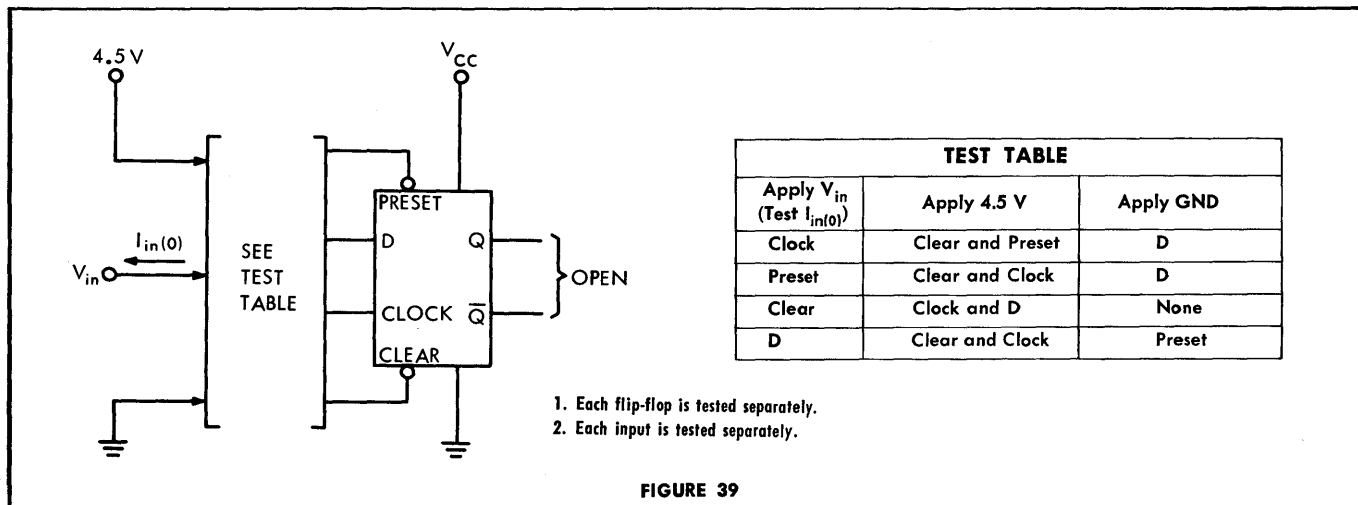 4.5 V
V_CC
I_in(0)
V_in
SEE
TEST
TABLE
PRESET
D
Q
CLOCK
Q̅
CLEAR
OPEN
TEST TABLE
Apply V_in (Test I_in(0)) Apply 4.5 V Apply GND
Clock Clear and Preset D
Preset Clear and Clock D
Clear Clock and D None
D Clear and Clock Preset
1. Each flip-flop is tested separately.
2. Each input is tested separately.
FIGURE 39